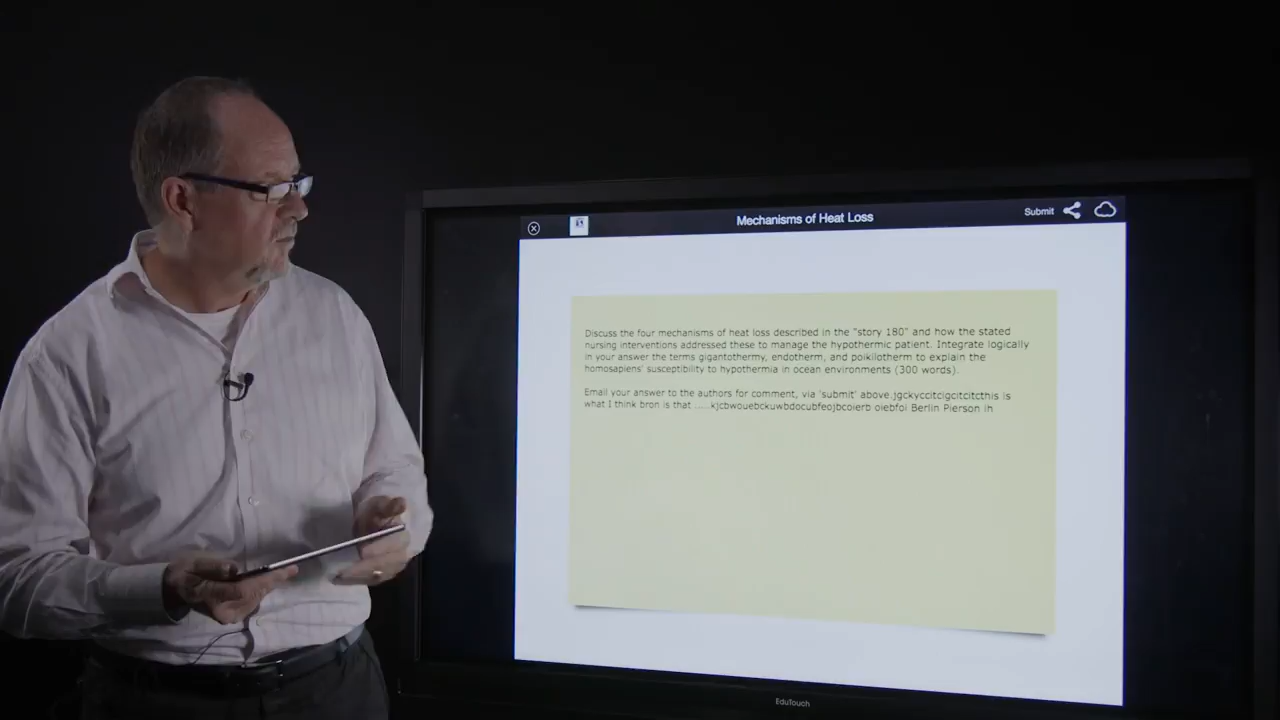 Mechanisms of Heat Loss
Submit
Discuss the four mechanisms of heat loss described in the "story 180" and how the stated
nursing interventions addressed these to manage the hypothermic patient. Integrate logically
in your answer the terms gigantothermy, endotherm, and poikilotherm to explain the
homosapiens' susceptibility to hypothermia in ocean environments (300 words).
Email your answer to the authors for comment, via 'submit' above.jgckyccitcigcitcitcthis is
what I think bron is that .....kjcbwouebckuwbdocubfeojbcoierb oiebfoi Berlin Pierson ih
EduTouch